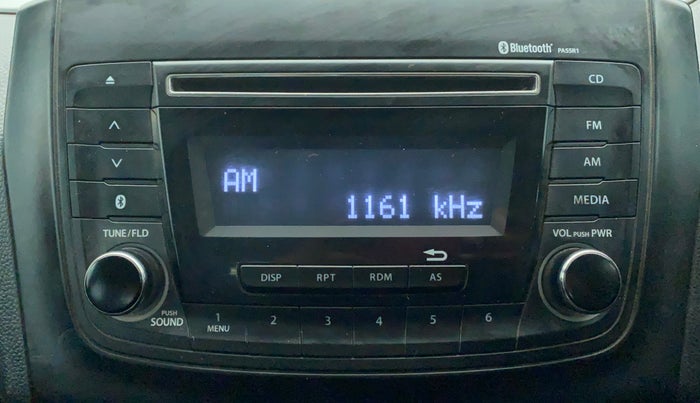 Bluetooth® PA55R1
CD
FM
AM
MEDIA
AM
1161 kHz
TUNE/FLD
VOL PUSH PWR
DISP RPT RDM AS
PUSH
SOUND
1 2 3 4 5 6
MENU